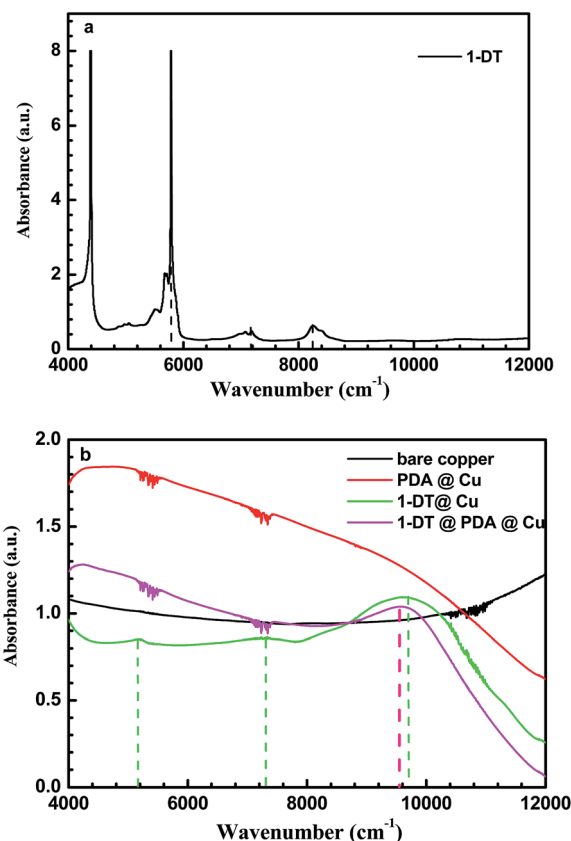 a
1-DT
8
6
4
2
0
Absorbance (a.u.)
4000 6000 8000 10000 12000
Wavenumber (cm-1)
b
bare copper
PDA @ Cu
1-DT@ Cu
1-DT @ PDA @ Cu
2.0
1.5
1.0
0.5
0.0
Absorbance (a.u.)
4000 6000 8000 10000 12000
Wavenumber (cm-1)